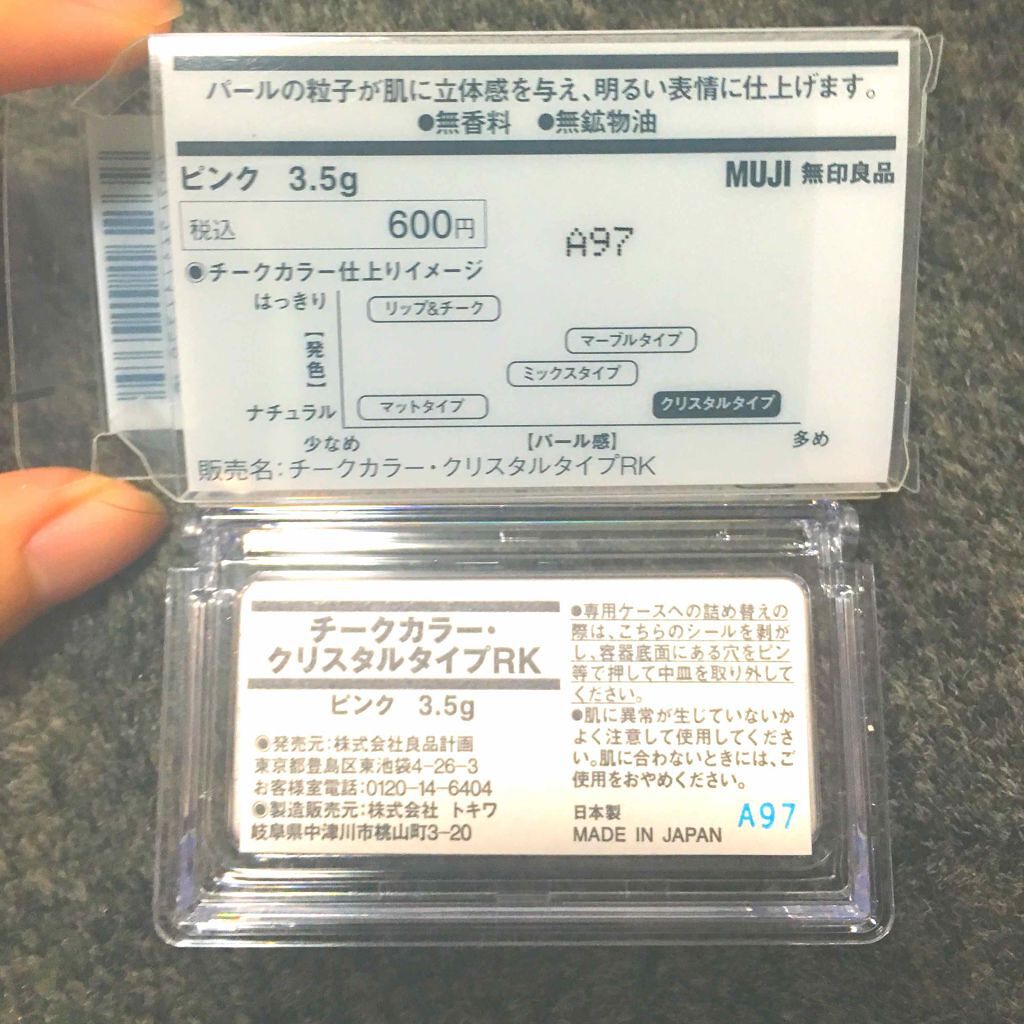 パールの粒子が肌に立体感を与え、明るい表情に仕上げます。
●無香料 ●無鉱物油
ピンク 3.5g
MUJI 無印良品
税込 600円
A97
◉チークカラー仕上りイメージ
はっきり
リップ&チーク
マーブルタイプ
【発色】
ミックスタイプ
クリスタルタイプ
マットタイプ
ナチュラル
少なめ 【パール感】 多め
販売名：チークカラー・クリスタルタイプRK
チークカラー・
クリスタルタイプRK
ピンク 3.5g
◉発売元：株式会社良品計画
東京都豊島区東池袋4-26-3
お客様室電話：0120-14-6404
◉製造販売元：株式会社 トキワ
岐阜県中津川市桃山町3-20
●専用ケースへの詰め替えの
際は、こちらのシールを剥が
し、容器底面にある穴をピン
等で押して中皿を取り外して
ください。
●肌に異常が生じていないか
よく注意して使用してくださ
い。肌に合わないときには、ご
使用をおやめください。
日本製
MADE IN JAPAN
A97